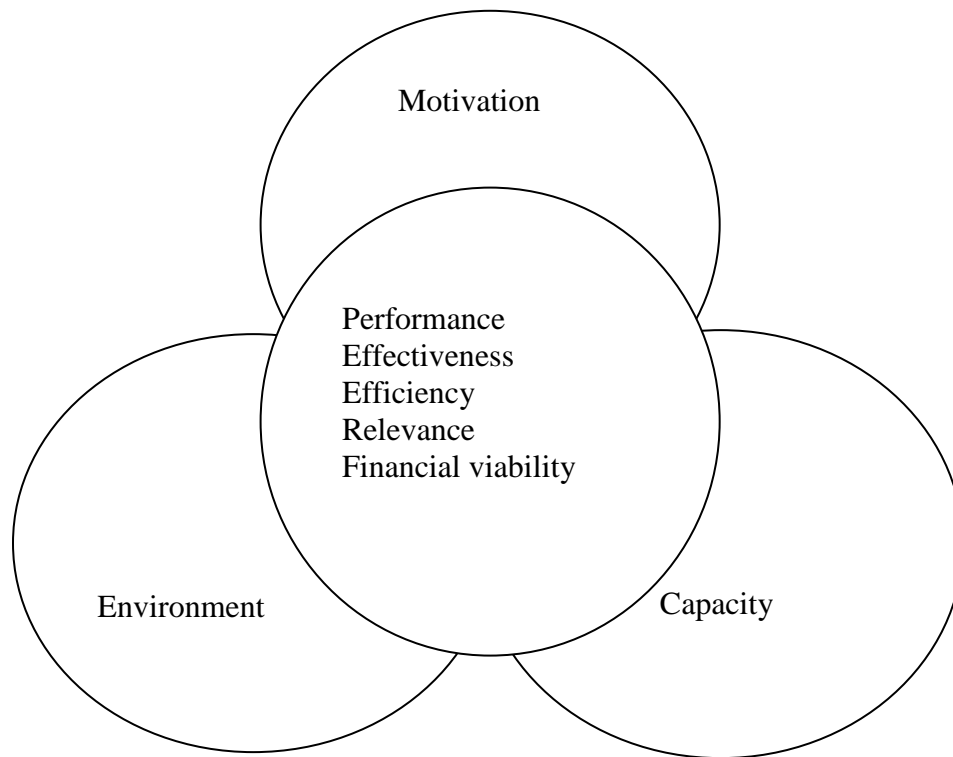 Motivation
Performance
Effectiveness
Efficiency
Relevance
Financial viability
Environment
Capacity